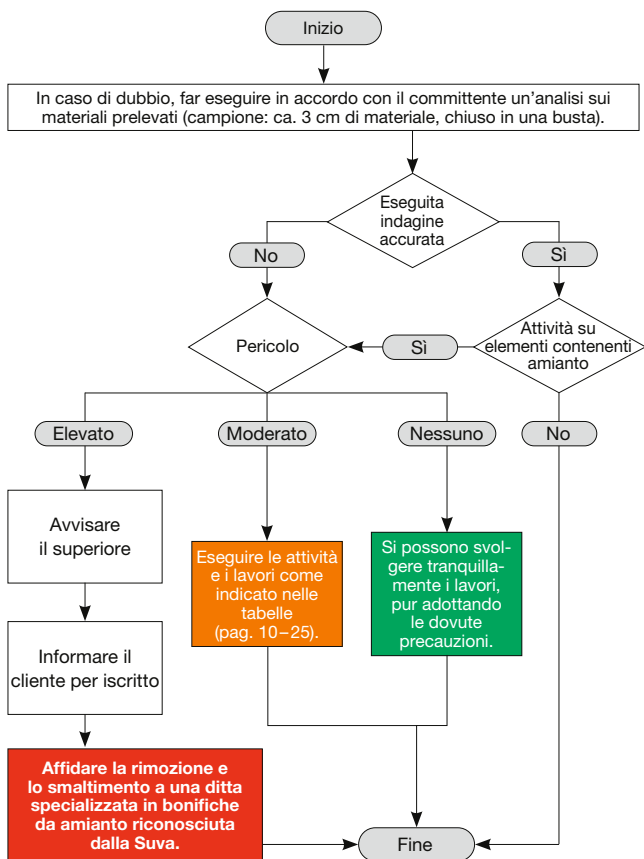 Inizio
In caso di dubbio, far eseguire in accordo con il committente un'analisi sui
materiali prelevati (campione: ca. 3 cm di materiale, chiuso in una busta).
Eseguita
indagine
accurata
No
Sì
Pericolo
Sì
Attività su
elementi contenenti
amianto
Elevato
Moderato
Nessuno
No
Avvisare
il superiore
Eseguire le attività
e i lavori come
indicato nelle
tabelle
(pag. 10–25).
Si possono svol-
gere tranquilla-
mente i lavori,
pur adottando
le dovute
precauzioni.
Informare il
cliente per iscritto
Affidare la rimozione e
lo smaltimento a una ditta
specializzata in bonifiche
da amianto riconosciuta
dalla Suva.
Fine